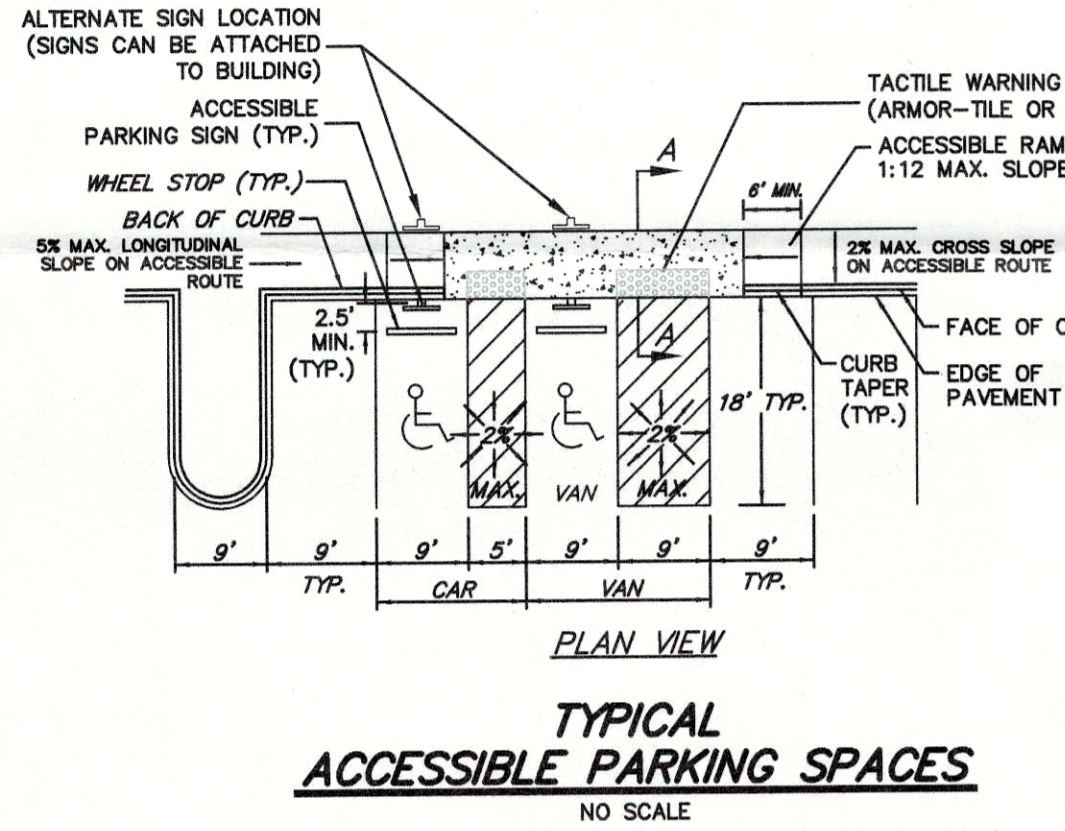 ALTERNATE SIGN LOCATION
(SIGNS CAN BE ATTACHED
TO BUILDING)
ACCESSIBLE
PARKING SIGN (TYP.)
WHEEL STOP (TYP.)
BACK OF CURB
5% MAX. LONGITUDINAL
SLOPE ON ACCESSIBLE
ROUTE
2.5'
MIN.
(TYP.)
TACTILE WARNING
(ARMOR-TILE OR
ACCESSIBLE RAM
1:12 MAX. SLOPE
A
6' MIN.
2% MAX. CROSS SLOPE
ON ACCESSIBLE ROUTE
A
FACE OF C
CURB
TAPER
(TYP.)
EDGE OF
PAVEMENT
18' TYP.
2%
2%
MAX.
VAN
MAX.
9'
9'
9'
5'
9'
9'
9'
TYP.
CAR
VAN
TYP.
PLAN VIEW
TYPICAL
ACCESSIBLE PARKING SPACES
NO SCALE